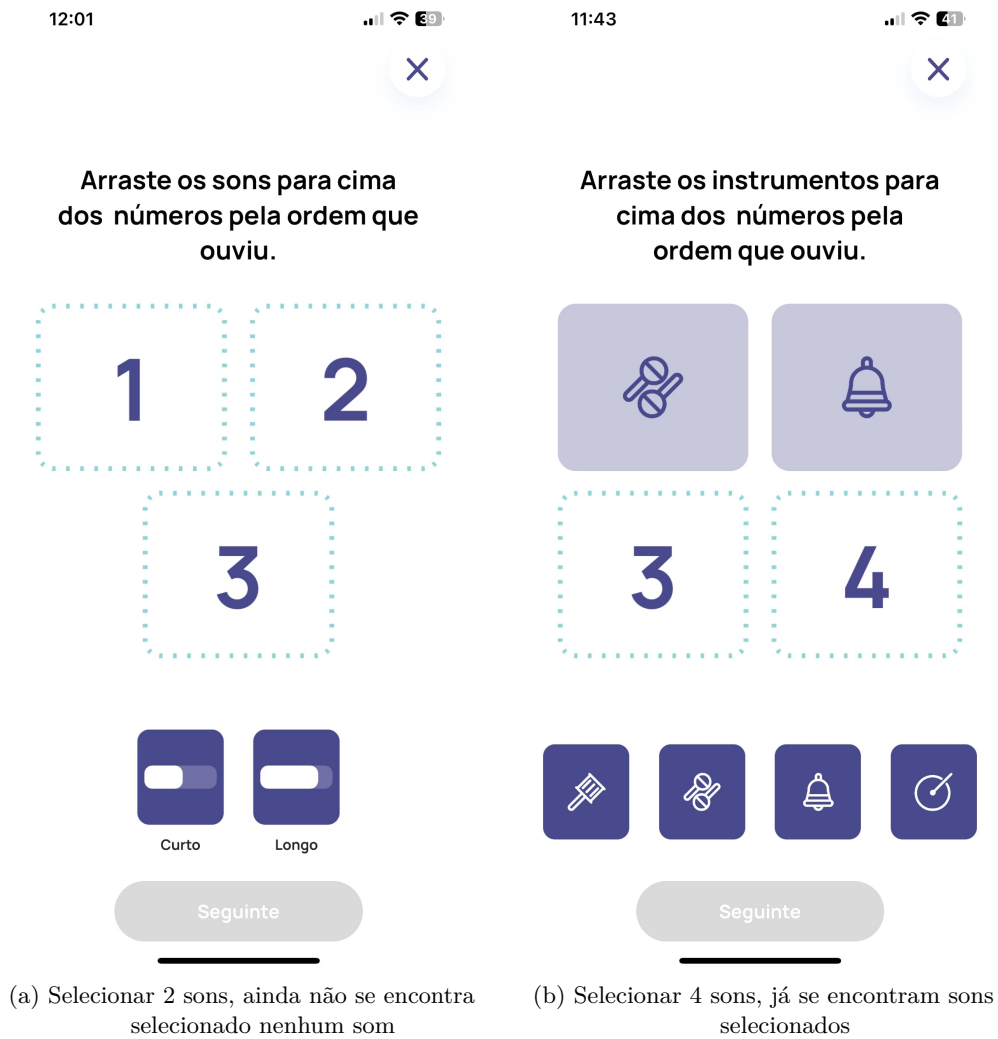 12:01
39
Arraste os sons para cima
dos números pela ordem que
ouviu.
1
2
3
Curto
Longo
Seguinte
(a) Selecionar 2 sons, ainda não se encontra
selecionado nenhum som
11:43
41
Arraste os instrumentos para
cima dos números pela
ordem que ouviu.
3
4
Seguinte
(b) Selecionar 4 sons, já se encontram sons
selecionados